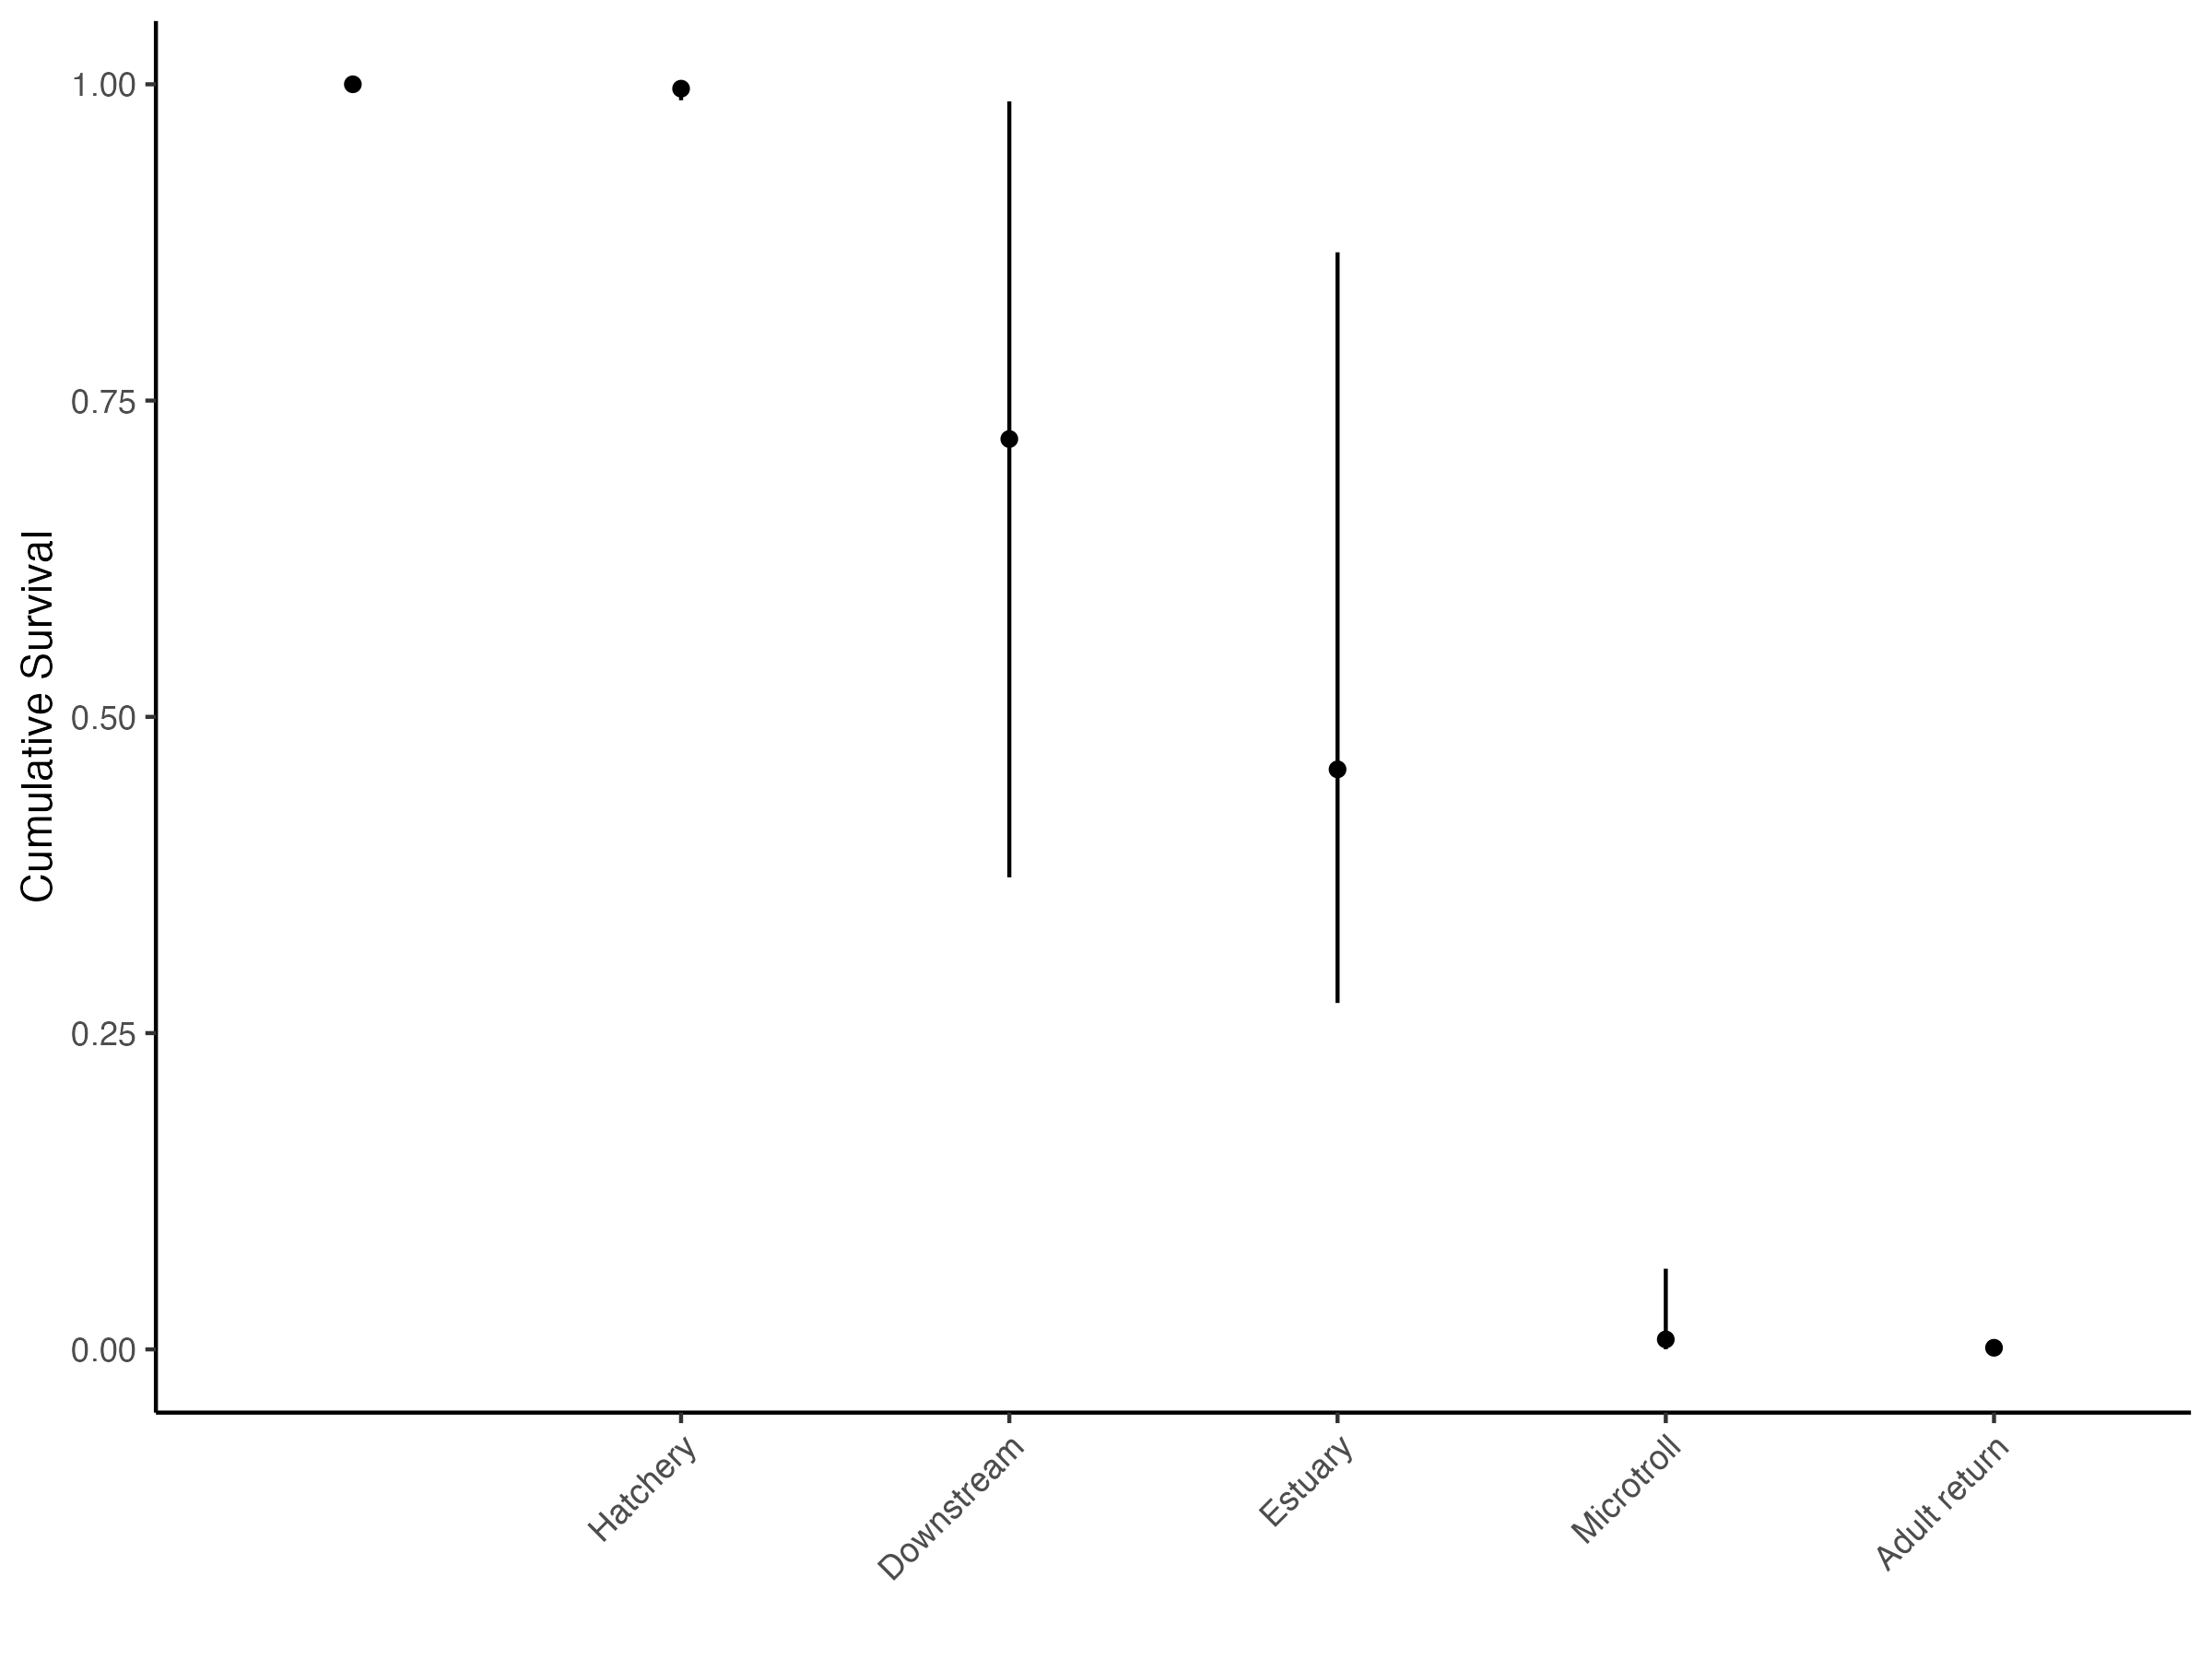 Cumulative Survival
1.00
0.75
0.50
0.25
0.00
Hatchery
Downstream
Estuary
Microtroll
Adult return